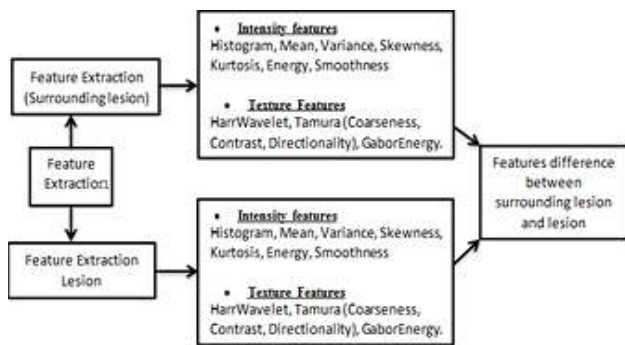 • Intensity features
Histogram, Mean, Variance, Skewness,
Kurtosis, Energy, Smoothness
• Texture Features
HarrWavelet, Tamura (Coarseness,
Contrast, Directionality), GaborEnergy.
Feature Extraction
(Surrounding lesion)
Feature
Extraction
Feature Extraction
Lesion
• Intensity features
Histogram, Mean, Variance, Skewness,
Kurtosis, Energy, Smoothness
• Texture Features
HarrWavelet, Tamura (Coarseness,
Contrast, Directionality), GaborEnergy.
Features difference
between
surrounding lesion
and lesion